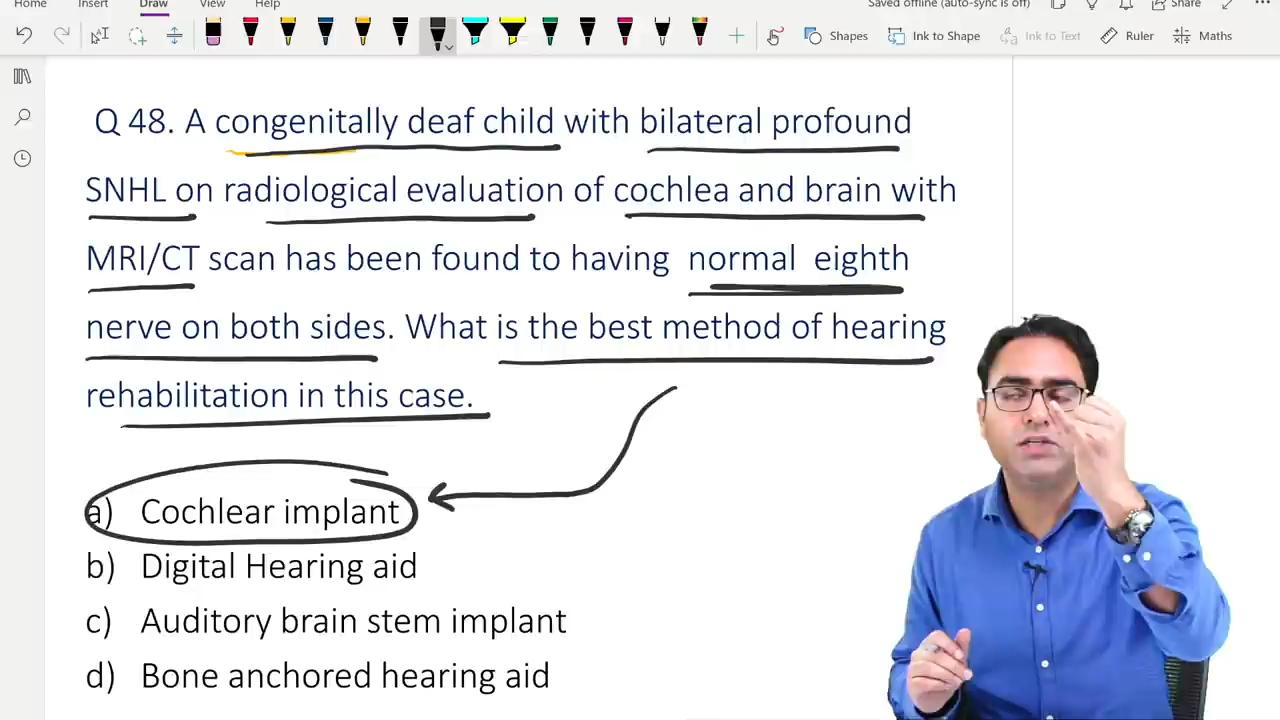 Home Insert Draw View Help Saved offline (auto-sync is off) Share
Shapes Ink to Shape Ink to Text Ruler Maths
Q 48. A congenitally deaf child with bilateral profound
SNHL on radiological evaluation of cochlea and brain with
MRI/CT scan has been found to having normal eighth
nerve on both sides. What is the best method of hearing
rehabilitation in this case.
a) Cochlear implant
b) Digital Hearing aid
c) Auditory brain stem implant
d) Bone anchored hearing aid